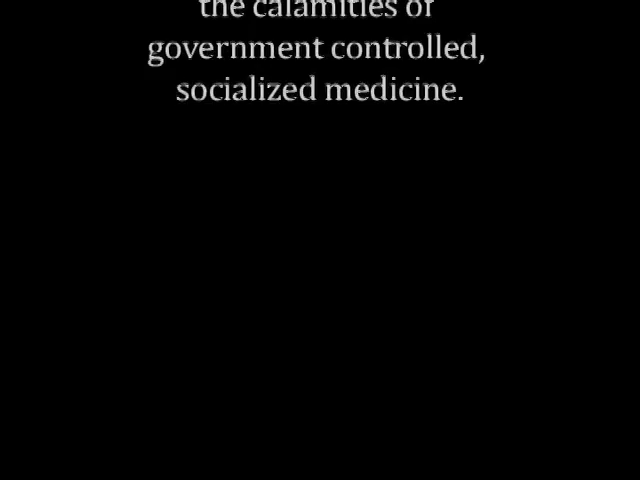 the calamities of
government controlled,
socialized medicine.